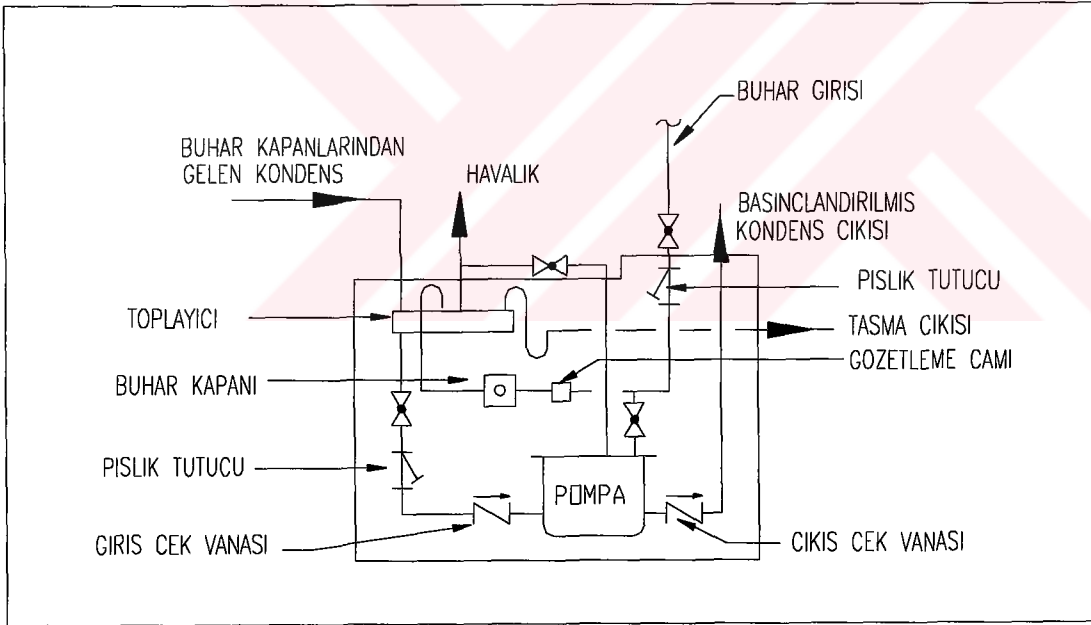 BUHAR GIRISI
BUHAR KAPANLARINDAN
GELEN KONDENS
HAVALIK
BASINCLANDIRILMIS
KONDENS CIKISI
PISLIK TUTUCU
TOPLAYICI
TASMA CIKISI
GOZETLEME CAMI
BUHAR KAPANI
PISLIK TUTUCU
POMPA
GIRIS CEK VANASI
CIKIS CEK VANASI